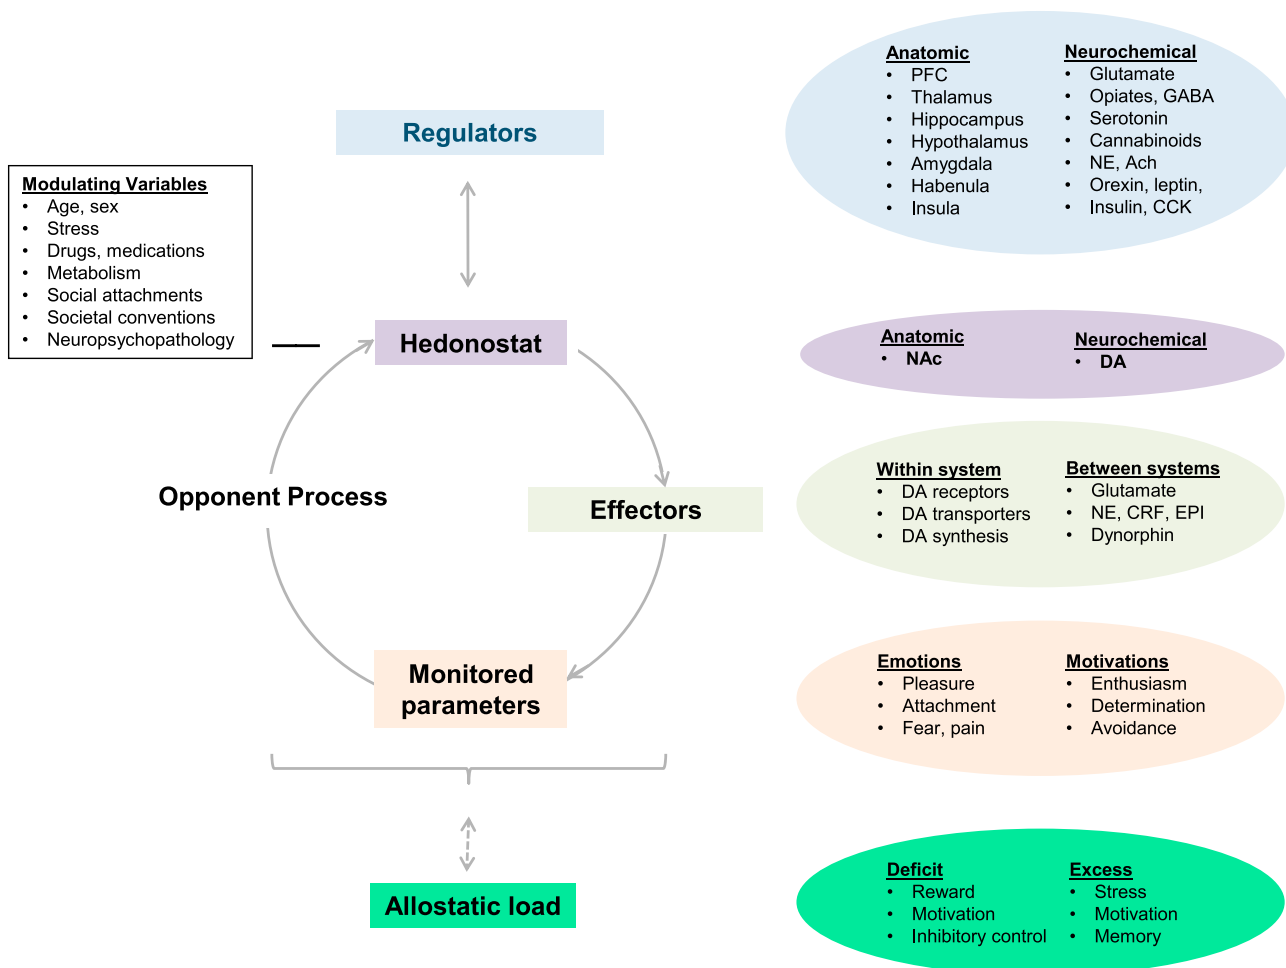 Regulators
Modulating Variables
• Age, sex
• Stress
• Drugs, medications
• Metabolism
• Social attachments
• Societal conventions
• Neuropsychopathology
Hedonostat
Opponent Process
Effectors
Monitored
parameters
Allostatic load
Anatomic
• PFC
• Thalamus
• Hippocampus
• Hypothalamus
• Amygdala
• Habenula
• Insula
Neurochemical
• Glutamate
• Opiates, GABA
• Serotonin
• Cannabinoids
• NE, Ach
• Orexin, leptin,
• Insulin, CCK
Anatomic
• NAc
Neurochemical
• DA
Within system
• DA receptors
• DA transporters
• DA synthesis
Between systems
• Glutamate
• NE, CRF, EPI
• Dynorphin
Emotions
• Pleasure
• Attachment
• Fear, pain
Motivations
• Enthusiasm
• Determination
• Avoidance
Deficit
• Reward
• Motivation
• Inhibitory control
Excess
• Stress
• Motivation
• Memory